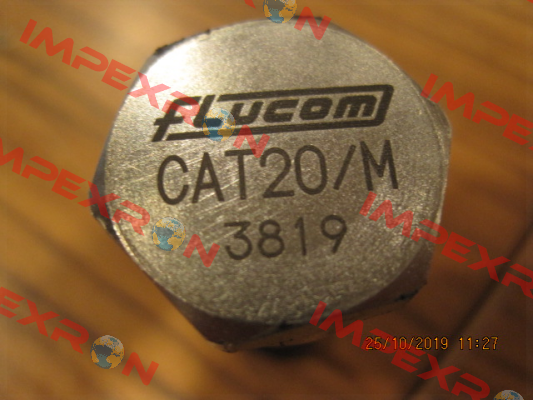 FLUCOM
CAT20/M
3819
25/10/2019 11:27
IMPEXRON
IMPEXRON
IMPEXRON
IMPEXRON
IMPEXRON
IMPEXRON